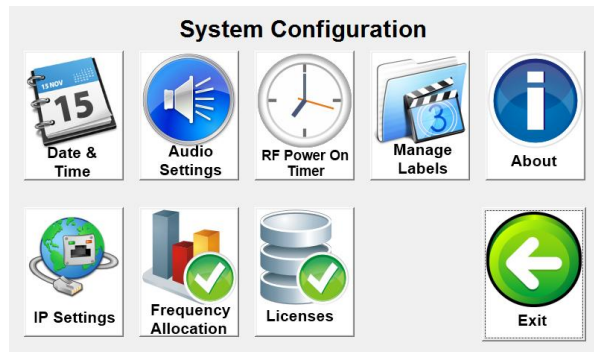 System Configuration
15 NOV
15
Date &
Time
Audio
Settings
RF Power On
Timer
3
Manage
Labels
About
IP Settings
Frequency
Allocation
Licenses
Exit